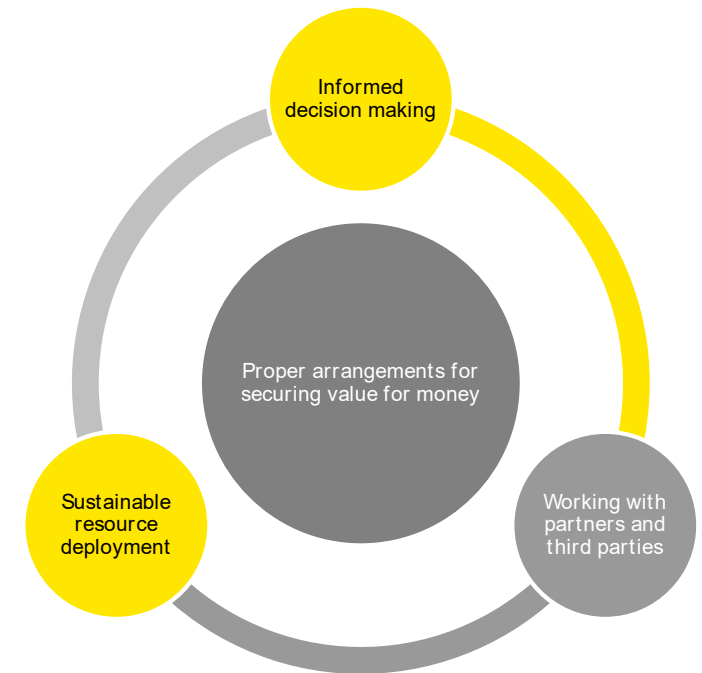 Informed
decision making
Proper arrangements for
securing value for money
Sustainable
resource
deployment
Working with
partners and
third parties